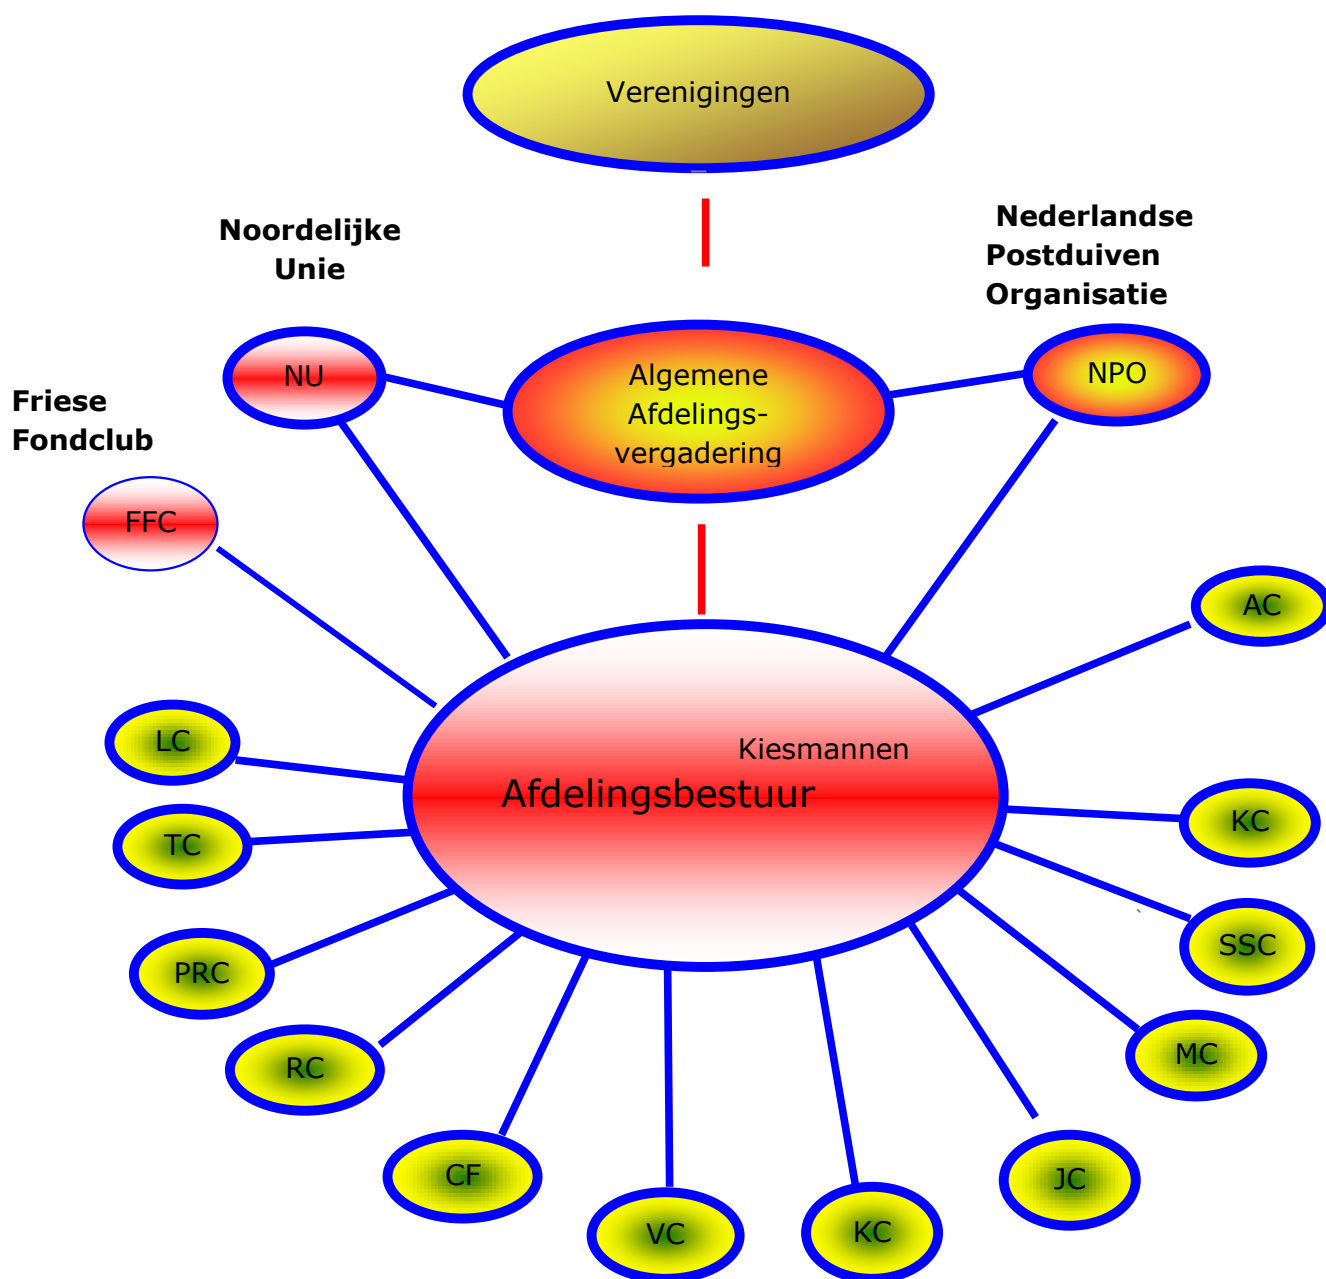 Verenigingen
Noordelijke
Unie
Nederlandse
Postduiven
Organisatie
NU
Algemene
Afdelings-
vergadering
NPO
Friese
Fondclub
FFC
AC
LC
Kiesmannen
Afdelingsbestuur
TC
KC
PRC
SSC
RC
MC
CF
JC
VC
KC